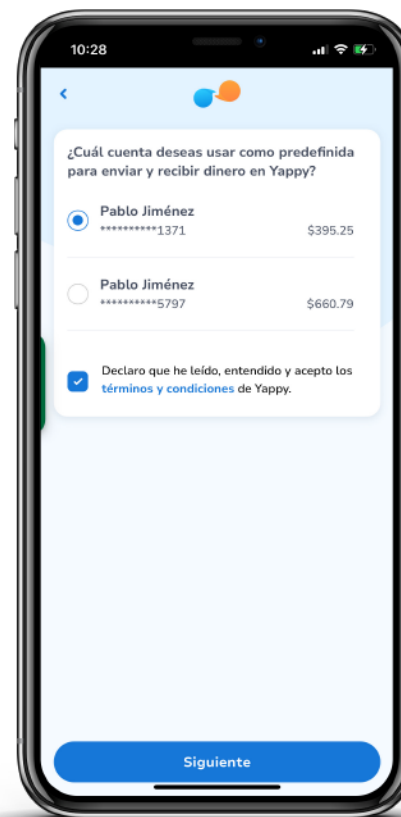 10:28
¿Cuál cuenta deseas usar como predefinida
para enviar y recibir dinero en Yappy?
Pablo Jiménez
**********1371 $395.25
Pablo Jiménez
**********5797 $660.79
Declaro que he leído, entendido y acepto los
términos y condiciones de Yappy.
Siguiente